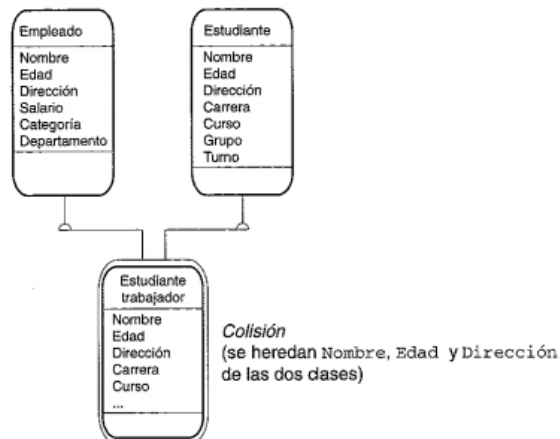 Empleado
Nombre
Edad
Dirección
Salario
Categoría
Departamento
Estudiante
Nombre
Edad
Dirección
Carrera
Curso
Grupo
Turno
Estudiante
trabajador
Nombre
Edad
Dirección
Carrera
Curso
...
Colisión
(se heredan Nombre, Edad y Dirección
de las dos clases)